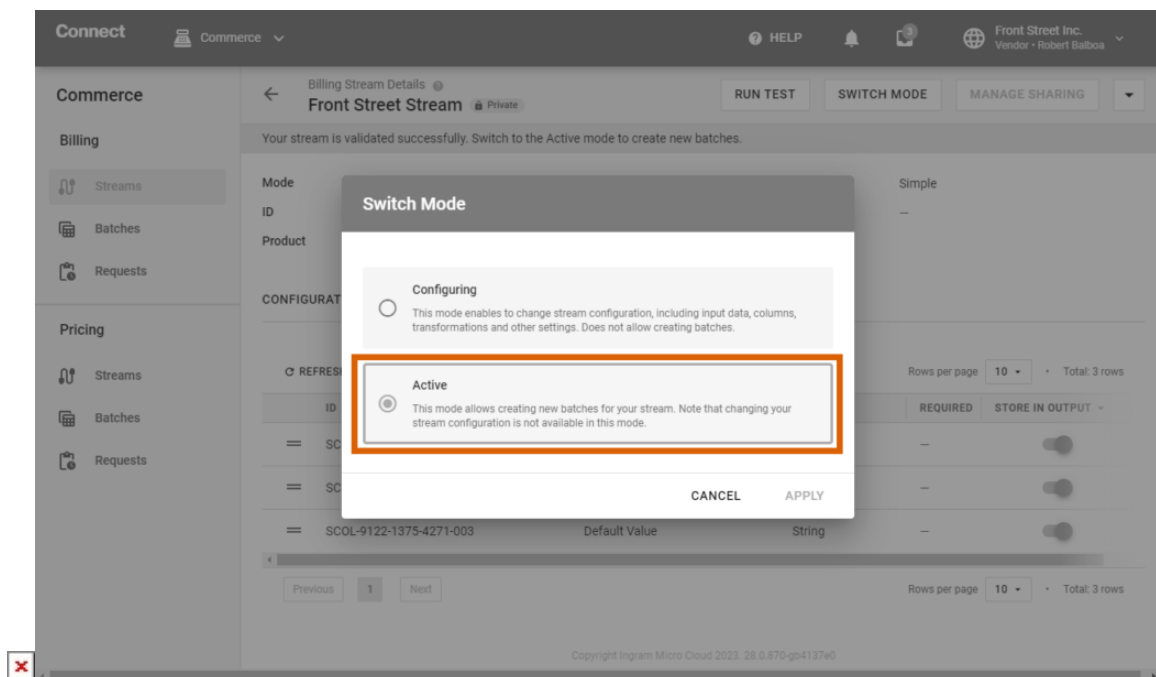 Connect
Commerce
HELP
3
Front Street Inc.
Vendor • Robert Balboa
Commerce
Billing Stream Details
Front Street Stream
Private
RUN TEST
SWITCH MODE
MANAGE SHARING
Billing
Your stream is validated successfully. Switch to the Active mode to create new batches.
Streams
Batches
Requests
Mode
Simple
ID
—
Product
Switch Mode
Configuring
This mode enables to change stream configuration, including input data, columns,
transformations and other settings. Does not allow creating batches.
CONFIGURAT
Pricing
Streams
Batches
Requests
REFRES
Rows per page 10 • Total: 3 rows
Active
This mode allows creating new batches for your stream. Note that changing your
stream configuration is not available in this mode.
ID
REQUIRED
STORE IN OUTPUT
SC
—
SC
—
CANCEL
APPLY
SCOL-9122-1375-4271-003
Default Value
String
—
Previous
1
Next
Rows per page 10 • Total: 3 rows
Copyright Ingram Micro Cloud 2023. 28.0.870-gb4137e0